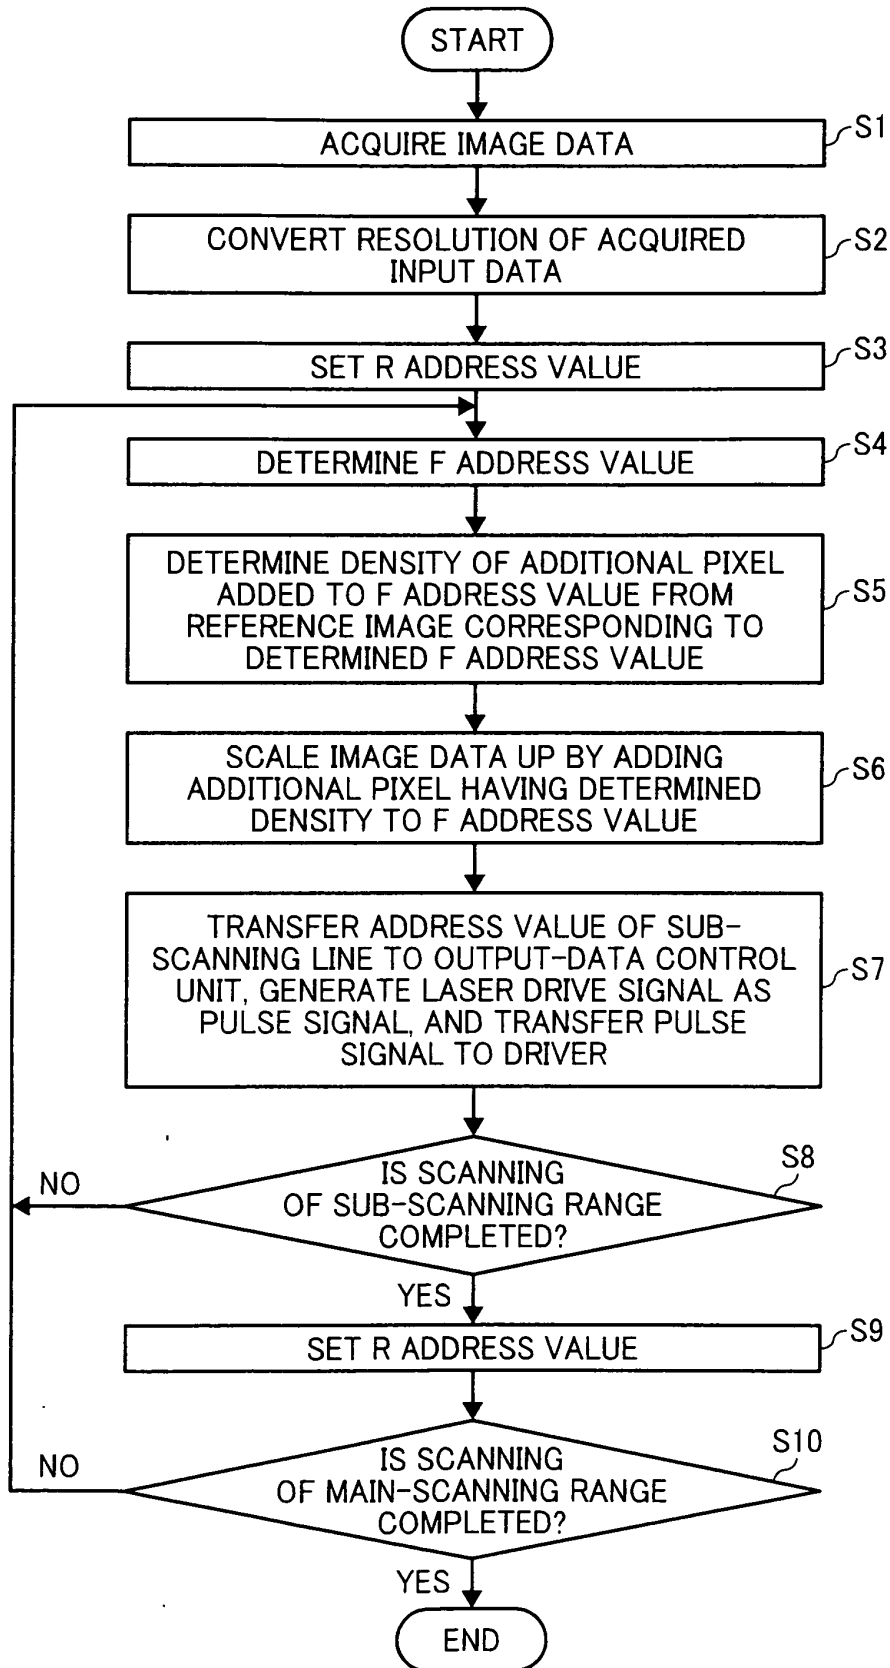 START
ACQUIRE IMAGE DATA
S1
CONVERT RESOLUTION OF ACQUIRED
INPUT DATA
S2
SET R ADDRESS VALUE
S3
DETERMINE F ADDRESS VALUE
S4
DETERMINE DENSITY OF ADDITIONAL PIXEL
ADDED TO F ADDRESS VALUE FROM
REFERENCE IMAGE CORRESPONDING TO
DETERMINED F ADDRESS VALUE
S5
SCALE IMAGE DATA UP BY ADDING
ADDITIONAL PIXEL HAVING DETERMINED
DENSITY TO F ADDRESS VALUE
S6
TRANSFER ADDRESS VALUE OF SUB-
SCANNING LINE TO OUTPUT-DATA CONTROL
UNIT, GENERATE LASER DRIVE SIGNAL AS
PULSE SIGNAL, AND TRANSFER PULSE
SIGNAL TO DRIVER
S7
IS SCANNING
OF SUB-SCANNING RANGE
COMPLETED?
S8
NO
YES
SET R ADDRESS VALUE
S9
IS SCANNING
OF MAIN-SCANNING RANGE
COMPLETED?
S10
NO
YES
END